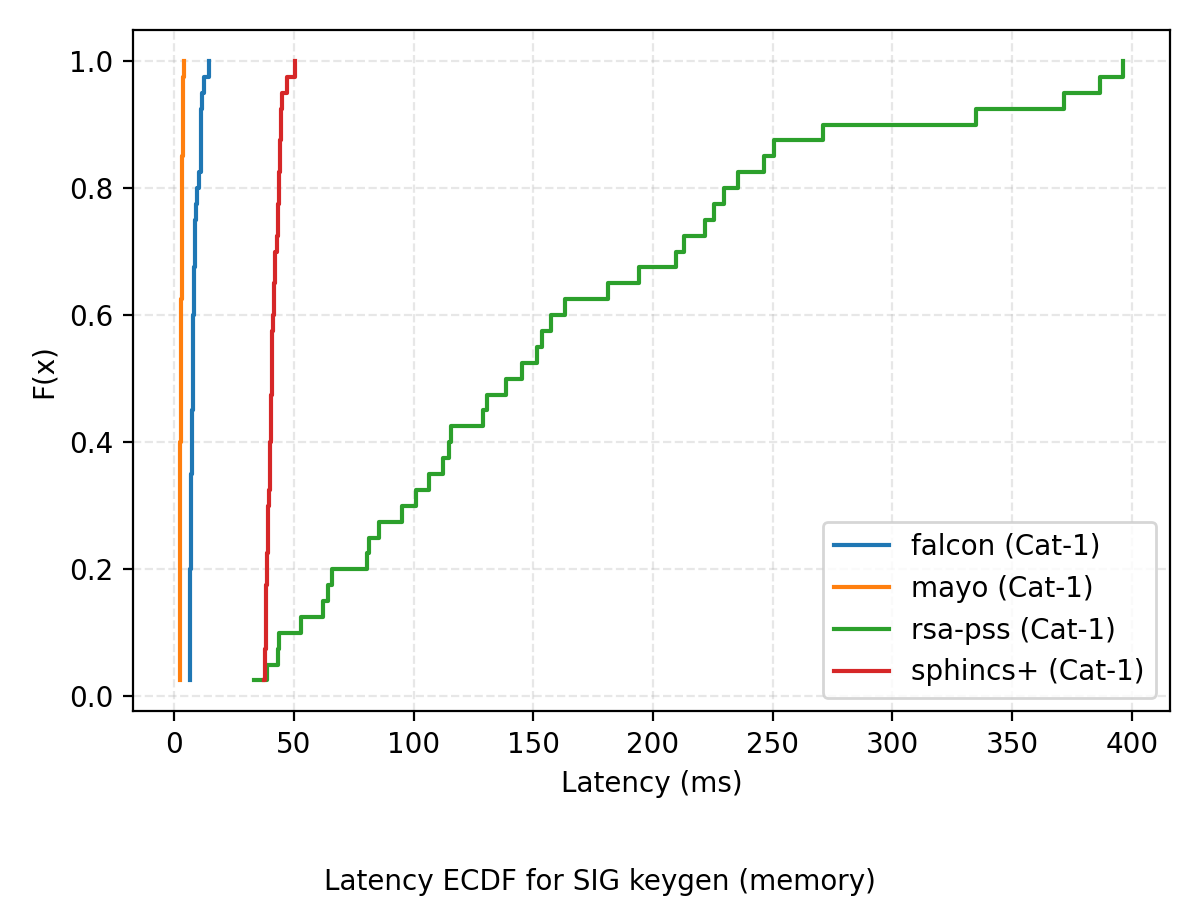 1.0
0.8
0.6
0.4
0.2
0.0
F(x)
falcon (Cat-1)
mayo (Cat-1)
rsa-pss (Cat-1)
sphincs+ (Cat-1)
0 50 100 150 200 250 300 350 400
Latency (ms)
Latency ECDF for SIG keygen (memory)